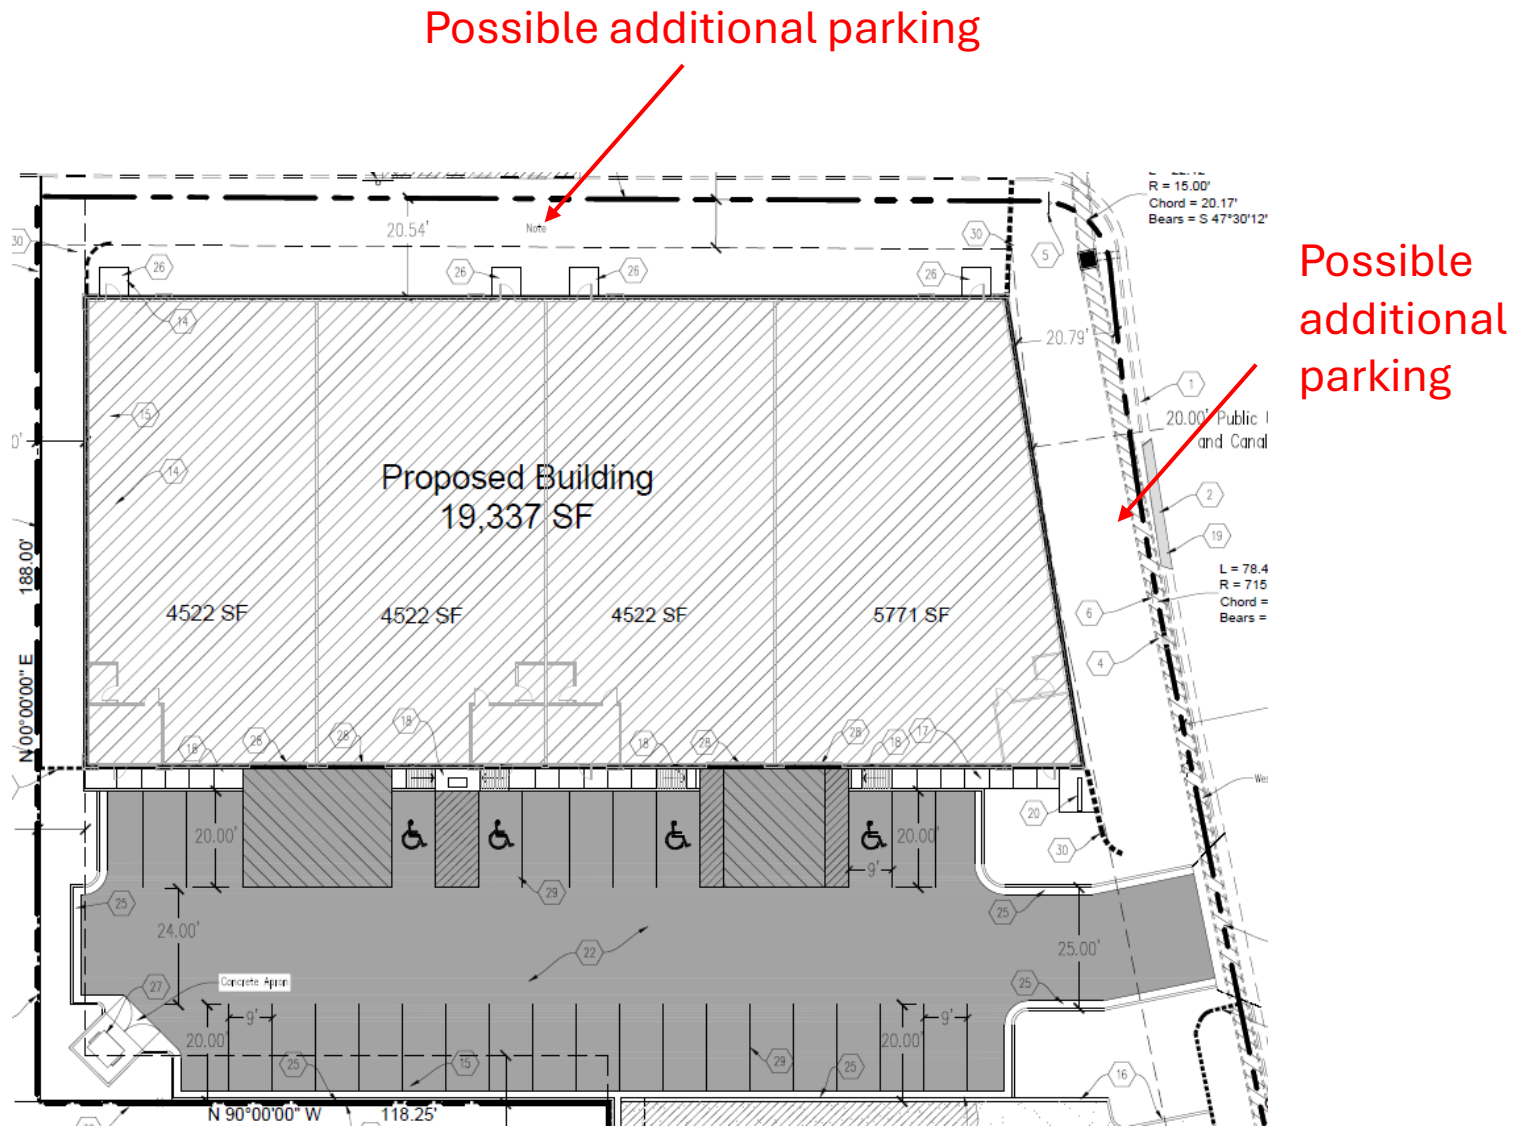 Possible additional parking
R = 15.00'
Chord = 20.17'
Bears = S 47°30'12"
20.54'
Note
30
30
5
26
26
26
26
Possible
additional
parking
14
20.79'
1
15
20.00' Public
and Canal
14
Proposed Building
19,337 SF
2
19
188.00'
L = 78.4
R = 715
Chord =
Bears =
6
4522 SF
4522 SF
4522 SF
5771 SF
4
N 00°00'00" E
18
28
28
18
18
28
28
18
17
20
20.00'
20.00'
30
9'
29
25
25
24.00'
22
25.00'
27
Concrete Apron
25
9'
20.00'
9'
20.00'
25
15
29
25
16
N 90°00'00" W
118.25'